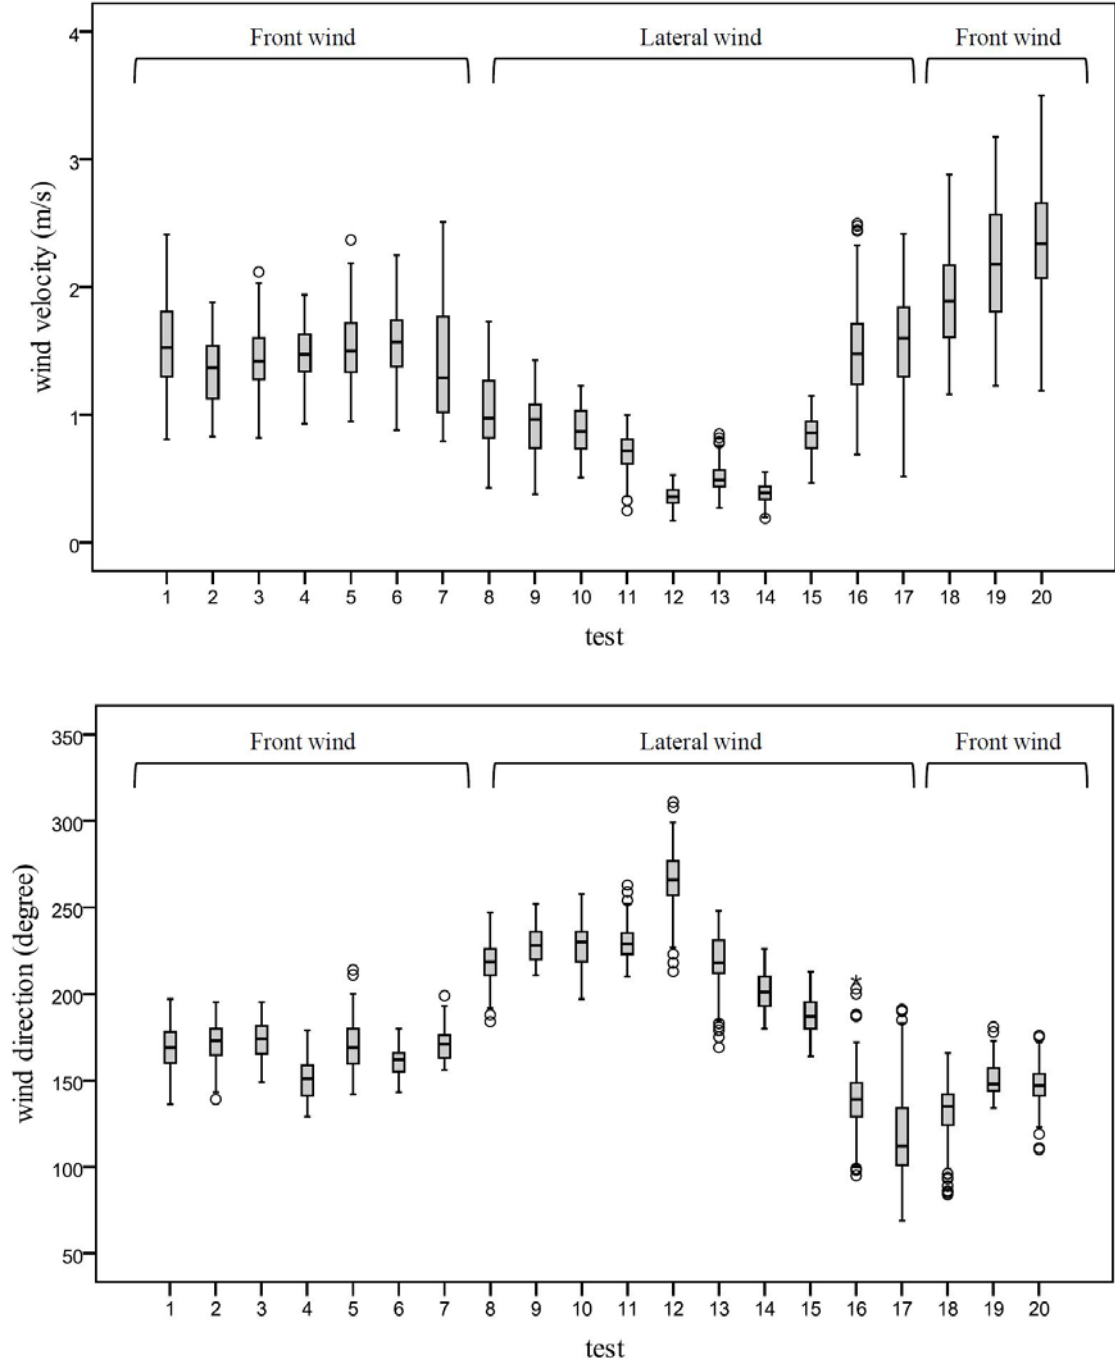 Front wind Lateral wind Front wind
4
3
2
1
0
wind velocity (m/s)
1 2 3 4 5 6 7 8 9 10 11 12 13 14 15 16 17 18 19 20
test
Front wind Lateral wind Front wind
350
300
250
200
150
100
50
wind direction (degree)
1 2 3 4 5 6 7 8 9 10 11 12 13 14 15 16 17 18 19 20
test